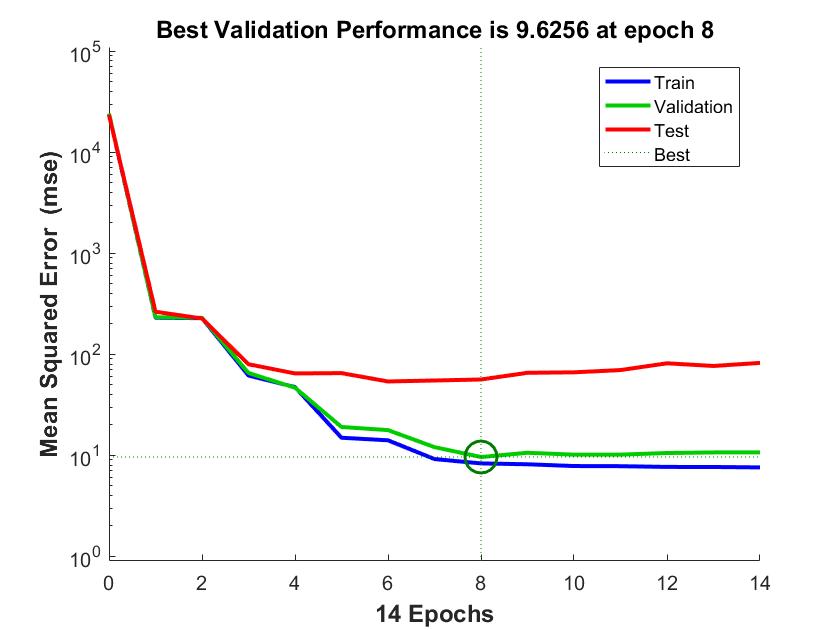 Best Validation Performance is 9.6256 at epoch 8
Train
Validation
Test
Best
Mean Squared Error (mse)
10^5
10^4
10^3
10^2
10^1
10^0
0 2 4 6 8 10 12 14
14 Epochs